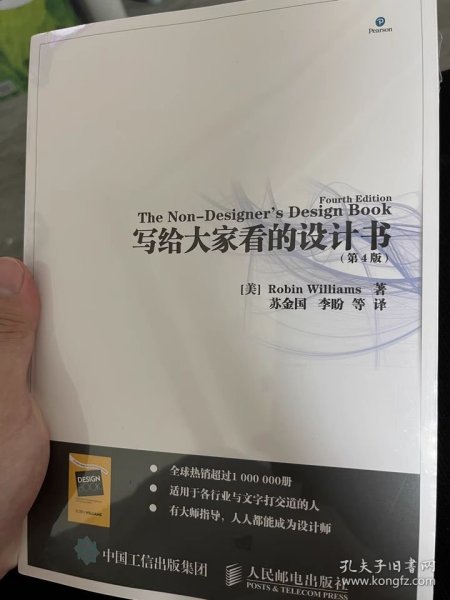 Pearson
Fourth Edition
The Non-Designer's Design Book
写给大家看的设计书
(第4版)
[美] Robin Williams 著
苏金国 李盼 等 译
DESIGN
BOOK
ROBIN WILLIAMS
全球热销超过1 000 000册
适用于各行业与文字打交道的人
有大师指导，人人都能成为设计师
中国工信出版集团
人民邮电出版社
POSTS & TELECOM PRESS
孔夫子旧书网
www.kongfz.com